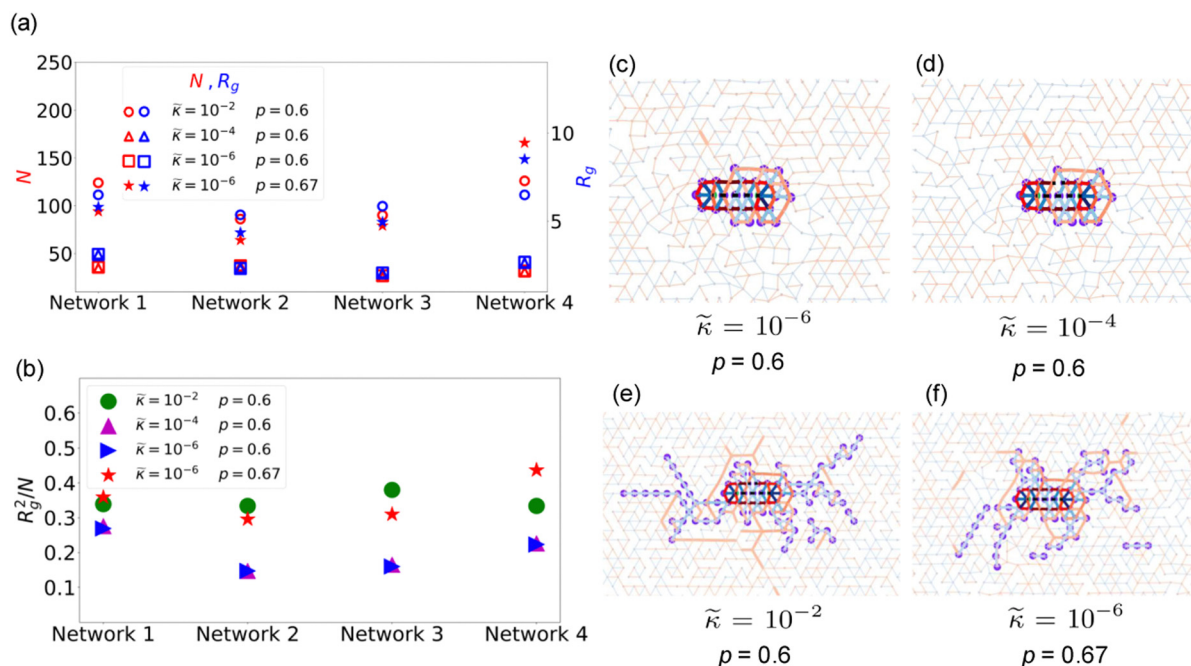 (a)
250
200
150
100
50
N
N , R_g
κ̃ = 10⁻² p = 0.6
κ̃ = 10⁻⁴ p = 0.6
κ̃ = 10⁻⁶ p = 0.6
κ̃ = 10⁻⁶ p = 0.67
10
5
R_g
Network 1 Network 2 Network 3 Network 4
(b)
0.6
0.5
0.4
0.3
0.2
0.1
R_g²/N
κ̃ = 10⁻² p = 0.6
κ̃ = 10⁻⁴ p = 0.6
κ̃ = 10⁻⁶ p = 0.6
κ̃ = 10⁻⁶ p = 0.67
Network 1 Network 2 Network 3 Network 4
(c)
κ̃ = 10⁻⁶
p = 0.6
(d)
κ̃ = 10⁻⁴
p = 0.6
(e)
κ̃ = 10⁻²
p = 0.6
(f)
κ̃ = 10⁻⁶
p = 0.67